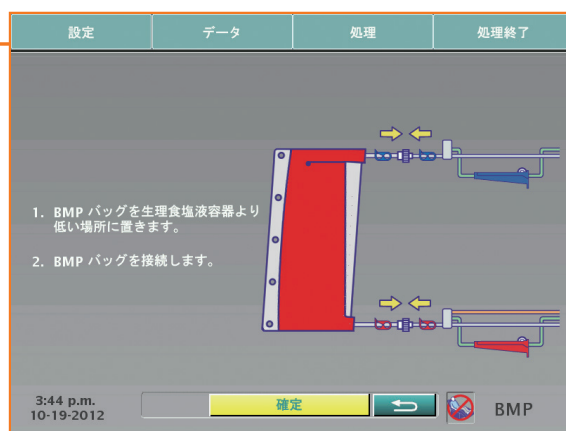 設定 データ 処理 処理終了
1. BMP バッグを生理食塩液容器より
低い場所に置きます。
2. BMP バッグを接続します。
3:44 p.m.
10-19-2012
確定
BMP